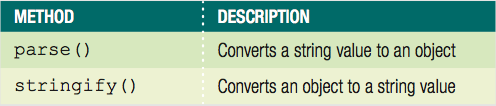 METHOD DESCRIPTION
parse() Converts a string value to an object
stringify() Converts an object to a string value